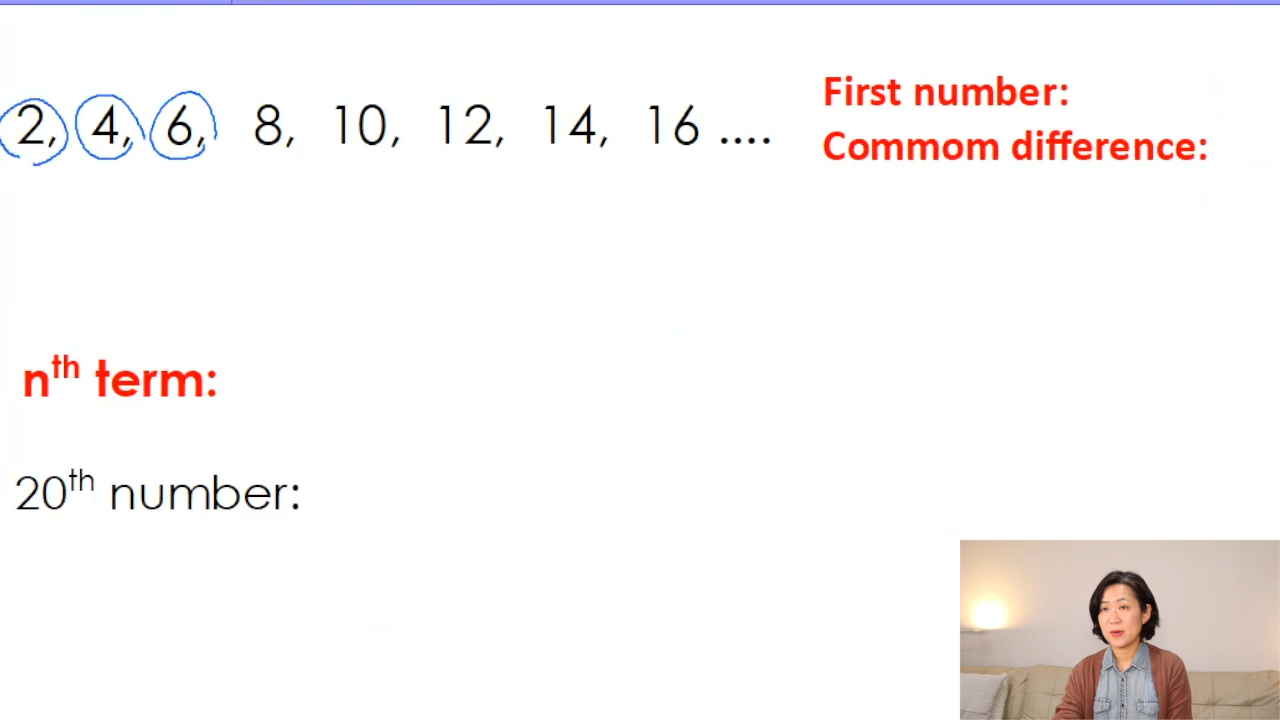 2, 4, 6, 8, 10, 12, 14, 16 ....
First number:
Commom difference:
nth term:
20th number: